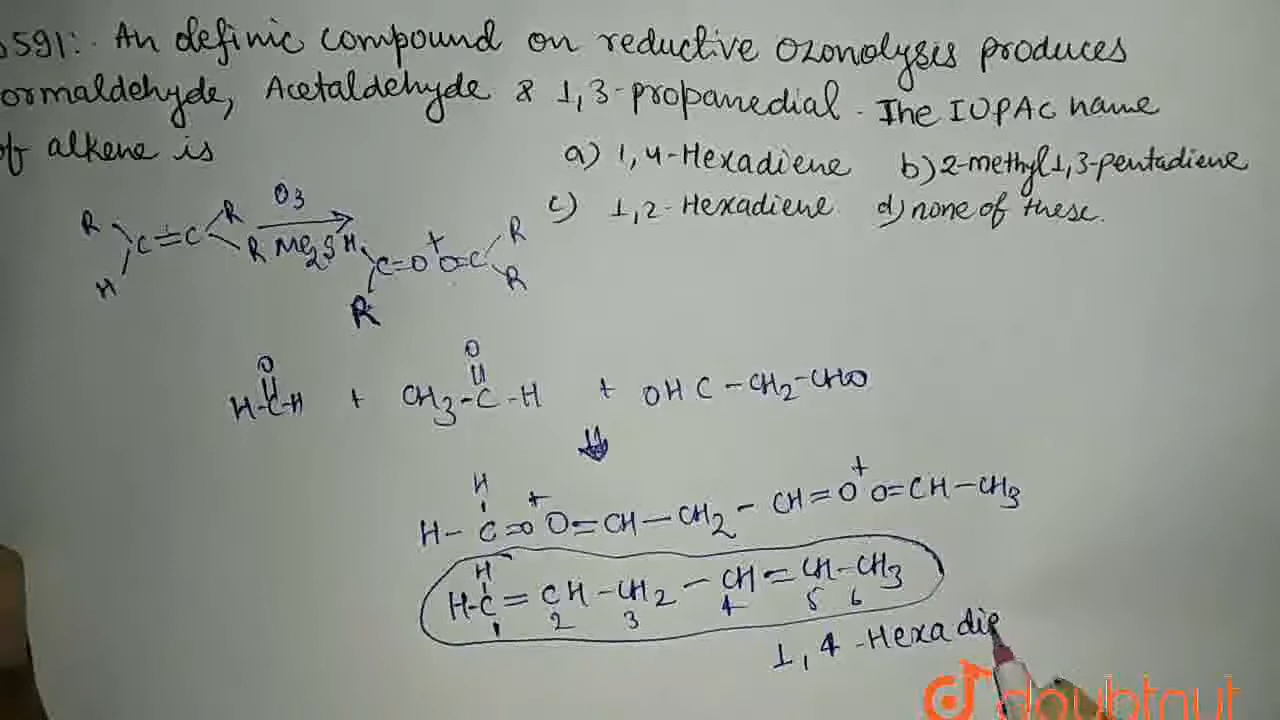 591:. An definic compound on reductive ozonolysis produces
ormaldehyde, Acetaldehyde & 1,3-propanedial. The IUPAC name
of alkene is
a) 1,4-Hexadiene b) 2-methyl 1,3-pentadiene
c) 1,2-Hexadiene d) none of these.
O3
R C=C R
H R Me2S H C=O + O=C R
R R
O O
H-C-H + CH3-C-H + OHC-CH2-CHO
H
H-C=O + O=CH-CH2-CH=O + O=CH-CH3
H
H-C=CH-CH2-CH=CH-CH3
1 2 3 4 5 6
1,4-Hexadie
doubtnut